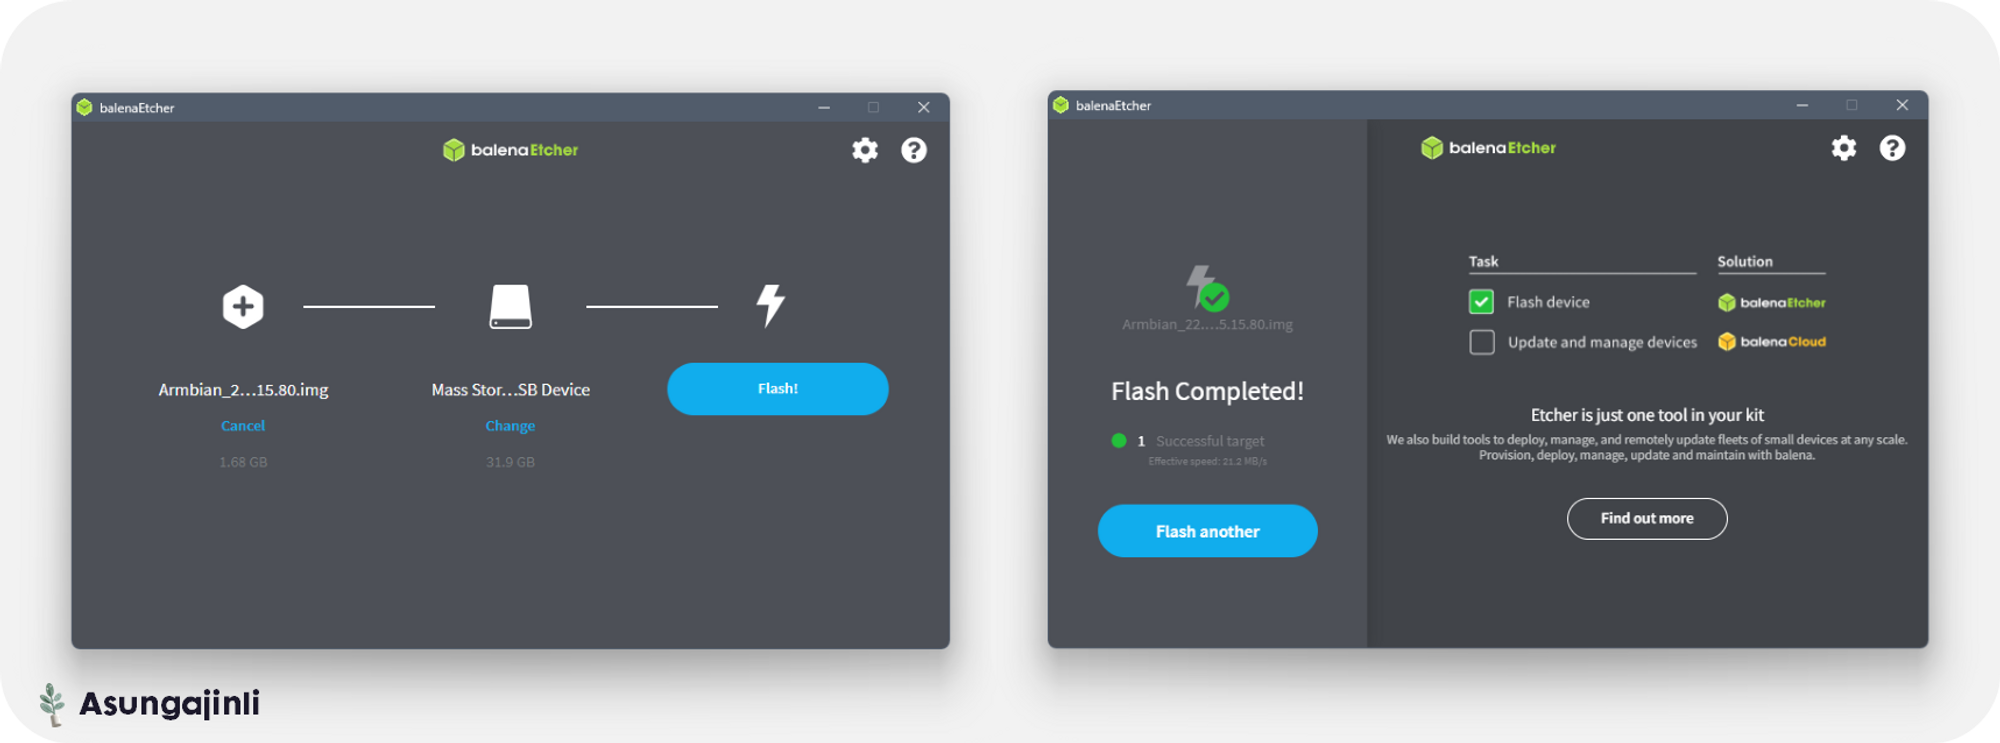 balenaEtcher
balenaEtcher
Armbian_2...15.80.img
Mass Stor...SB Device
Flash!
Cancel
Change
1.68 GB
31.9 GB
balenaEtcher
balenaEtcher
Armbian_22....5.15.80.img
Flash Completed!
1 Successful target
Effective speed: 21.2 MB/s
Flash another
Task Solution
Flash device balenaEtcher
Update and manage devices balenaCloud
Etcher is just one tool in your kit
We also build tools to deploy, manage, and remotely update fleets of small devices at any scale.
Provision, deploy, manage, update and maintain with balena.
Find out more
Asungajinli